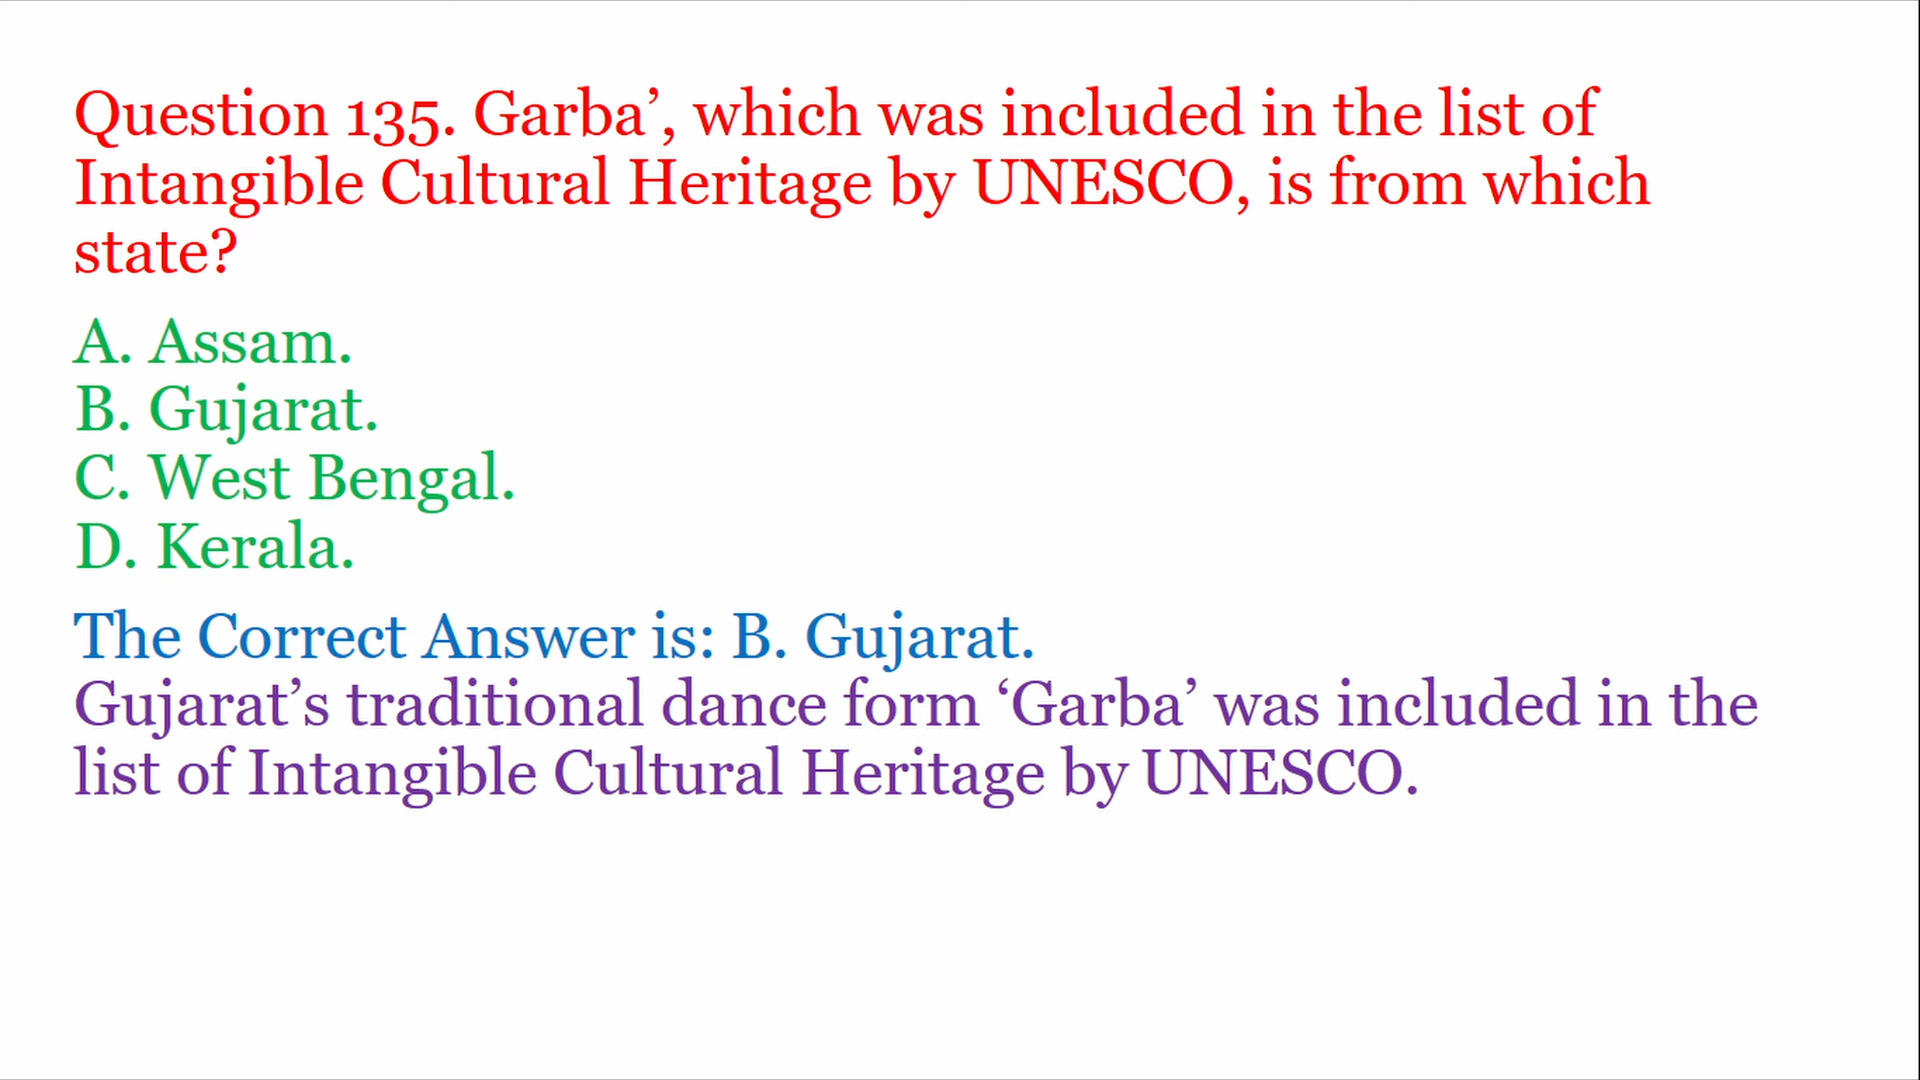 Question 135. Garba’, which was included in the list of
Intangible Cultural Heritage by UNESCO, is from which
state?
A. Assam.
B. Gujarat.
C. West Bengal.
D. Kerala.
The Correct Answer is: B. Gujarat.
Gujarat’s traditional dance form ‘Garba’ was included in the
list of Intangible Cultural Heritage by UNESCO.